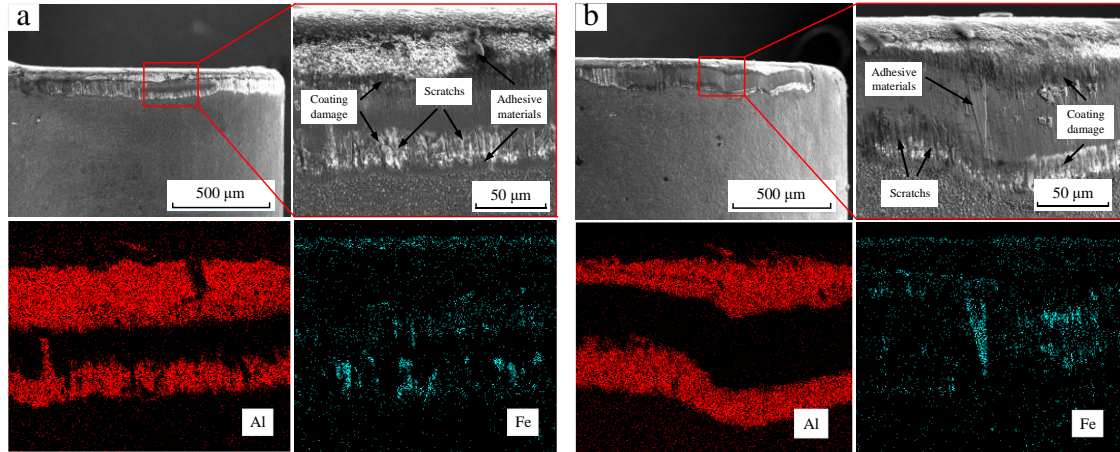 a
Coating
damage
Scratchs
Adhesive
materials
500 μm
50 μm
Al
Fe
b
Adhesive
materials
Coating
damage
Scratchs
500 μm
50 μm
Al
Fe